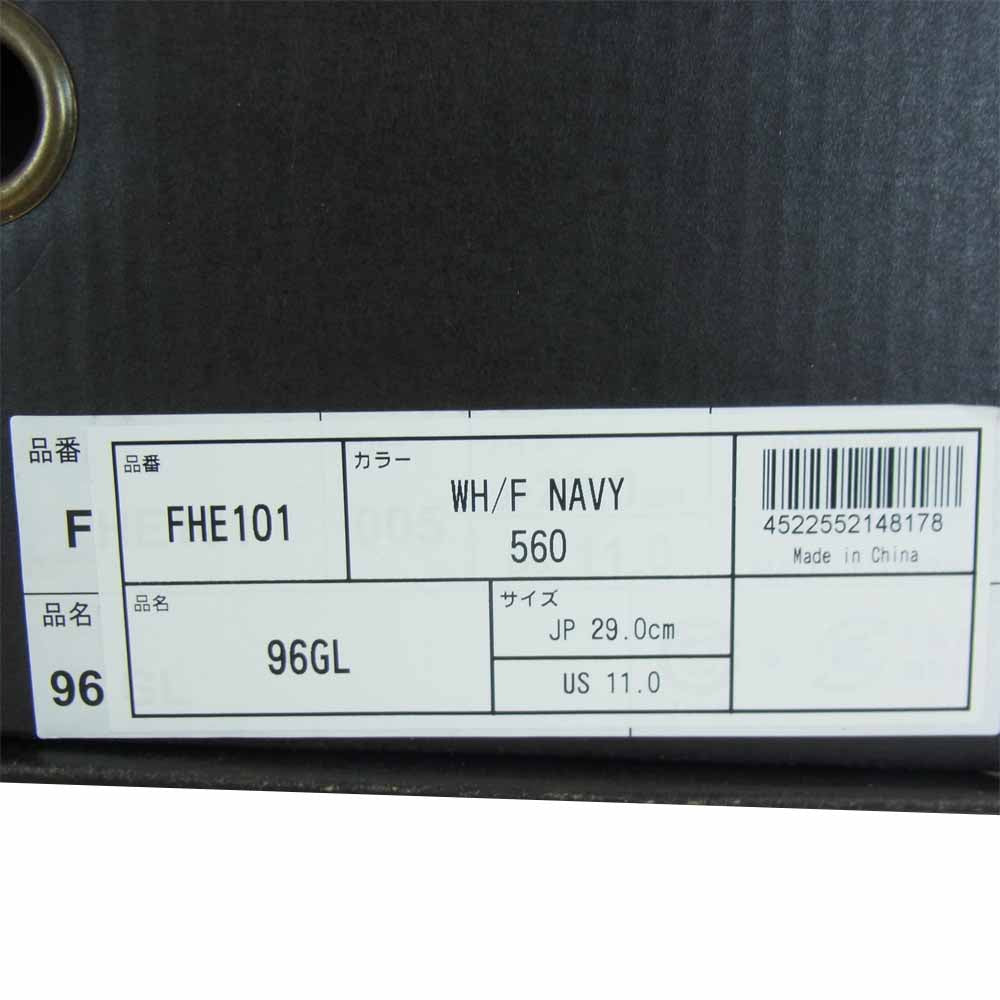 品番
F
品名
96
品番
FHE101
カラー
WH/F NAVY
560
4522552148178
Made in China
品名
96GL
サイズ
JP 29.0cm
US 11.0